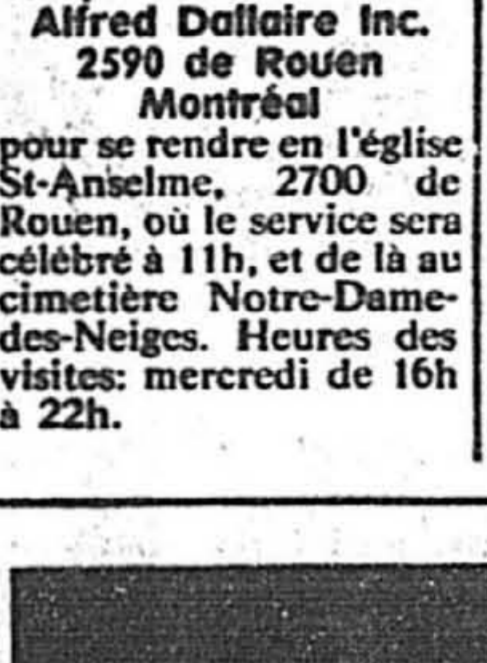 Alfred Dallaire Inc.
2590 de Rouen
Montréal
pour se rendre en l'église
St-Anselme, 2700 de
Rouen, où le service sera
célébré à 11h, et de là au
cimetière Notre-Dame-
des-Neiges. Heures des
visites: mercredi de 16h
à 22h.